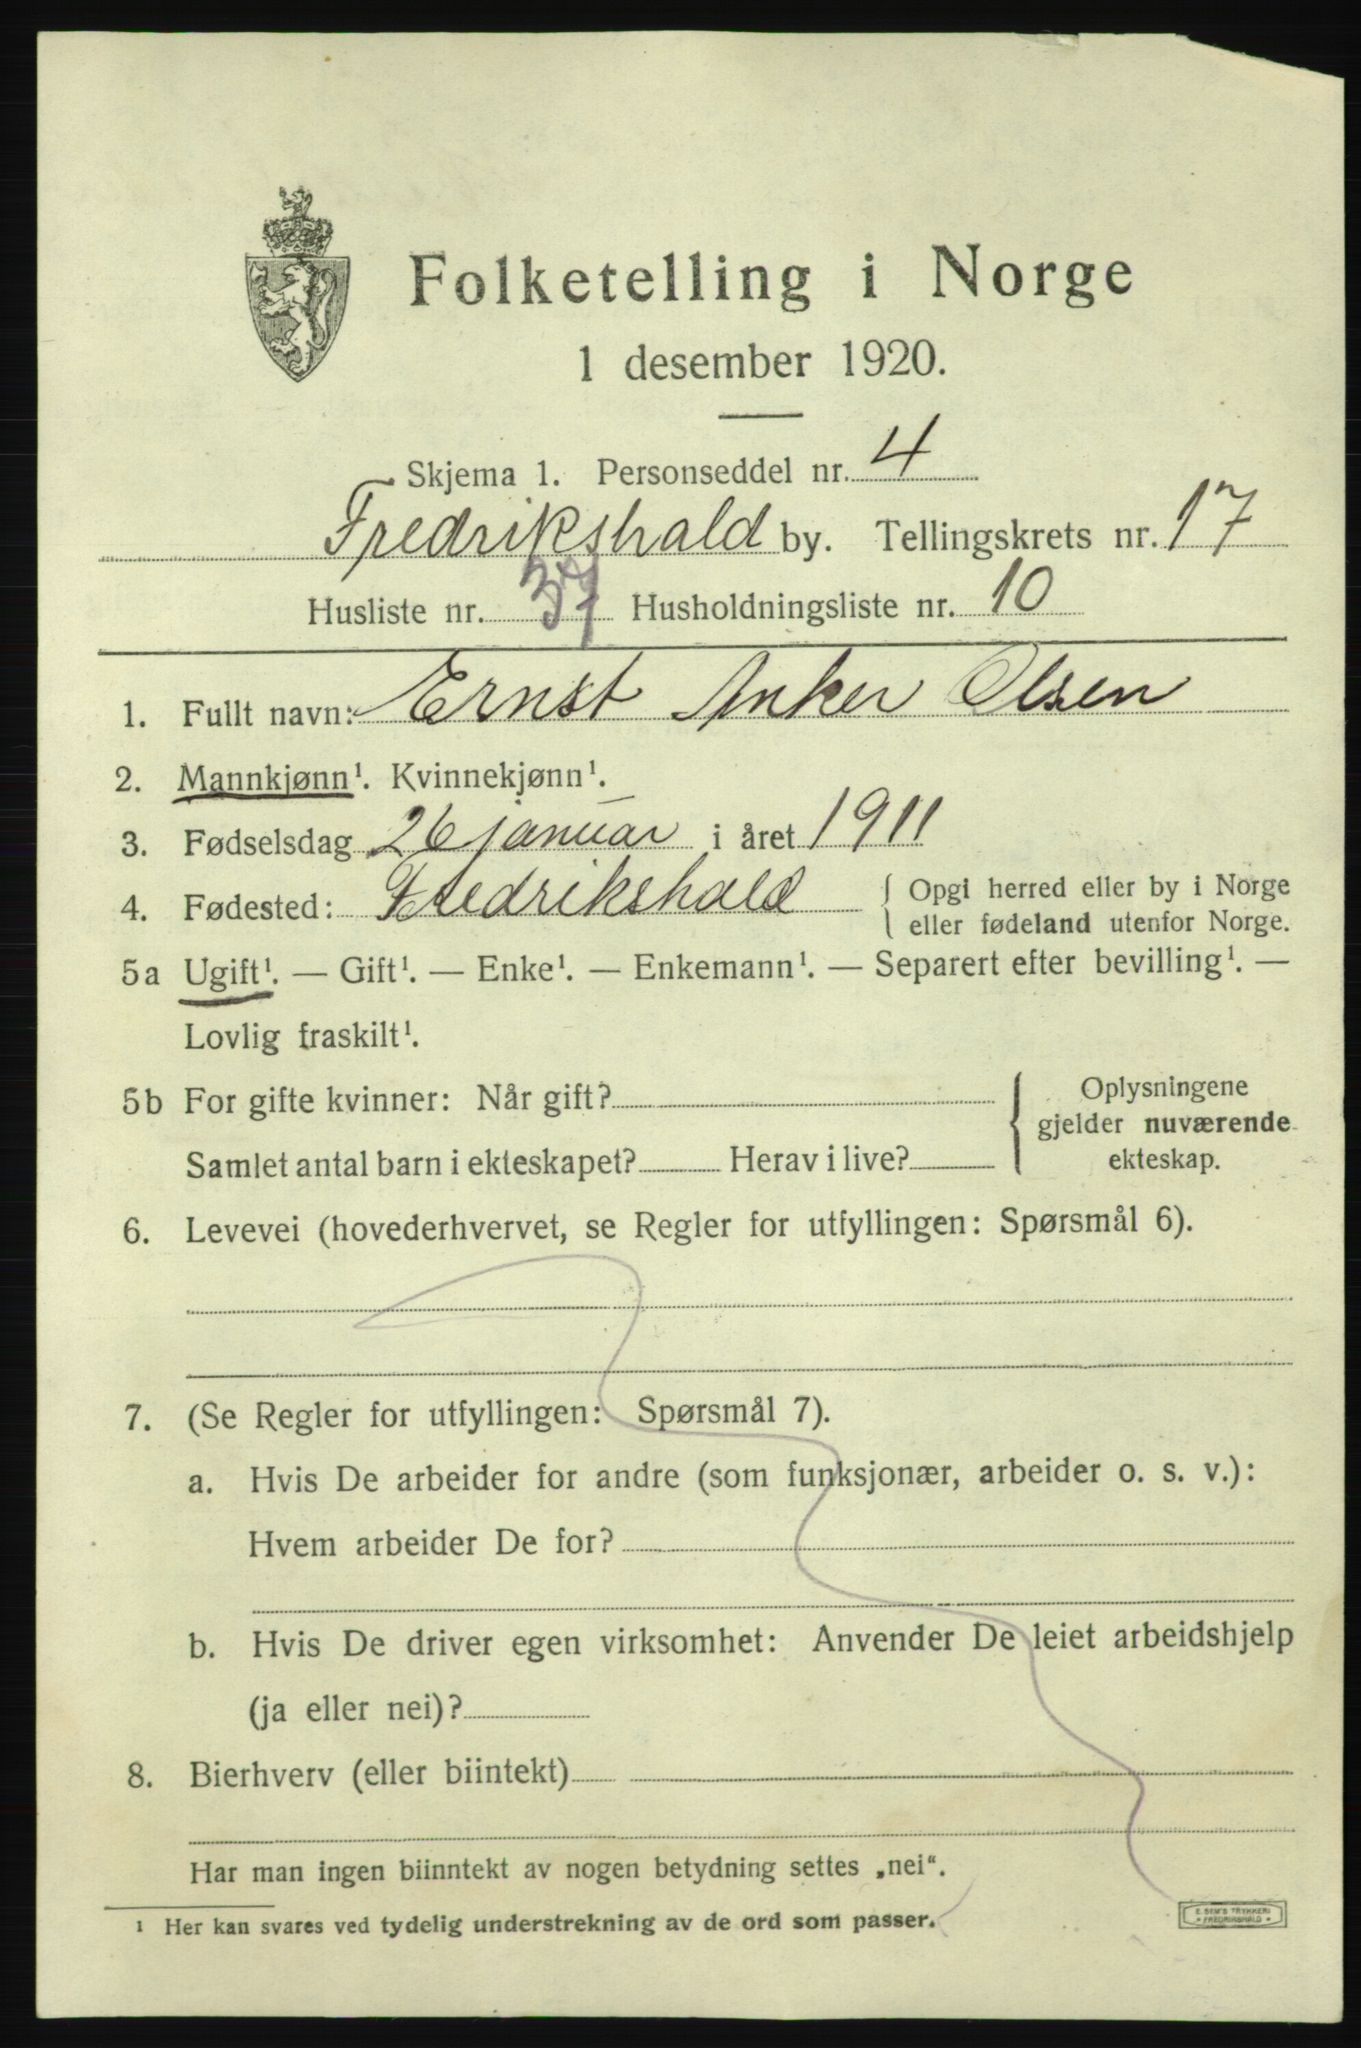 Folketelling i Norge
1 desember 1920.
Skjema 1. Personseddel nr. 4
Fredrikshald by. Tellingskrets nr. 17
Husliste nr. 37 Husholdningsliste nr. 10
1. Fullt navn: Ernst Anker Olsen
2. Mannkjønn¹. Kvinnekjønn¹.
3. Fødselsdag 26 januar i året 1911
4. Fødested: Fredrikshald { Opgi herred eller by i Norge
eller fødeland utenfor Norge.
5a Ugift¹. — Gift¹. — Enke¹. — Enkemann¹. — Separert efter bevilling¹. —
Lovlig fraskilt¹.
5b For gifte kvinner: Når gift? { Oplysningene
gjelder nuværende
Samlet antal barn i ekteskapet? Herav i live? ekteskap.
6. Levevei (hovederhvervet, se Regler for utfyllingen: Spørsmål 6).
7. (Se Regler for utfyllingen: Spørsmål 7).
a. Hvis De arbeider for andre (som funksjonær, arbeider o. s. v.):
Hvem arbeider De for?
b. Hvis De driver egen virksomhet: Anvender De leiet arbeidshjelp
(ja eller nei)?
8. Bierhverv (eller biintekt)
Har man ingen biinntekt av nogen betydning settes „nei“.
¹ Her kan svares ved tydelig understrekning av de ord som passer.
E. SEM'S TRYKKERI
FREDRIKSHALD